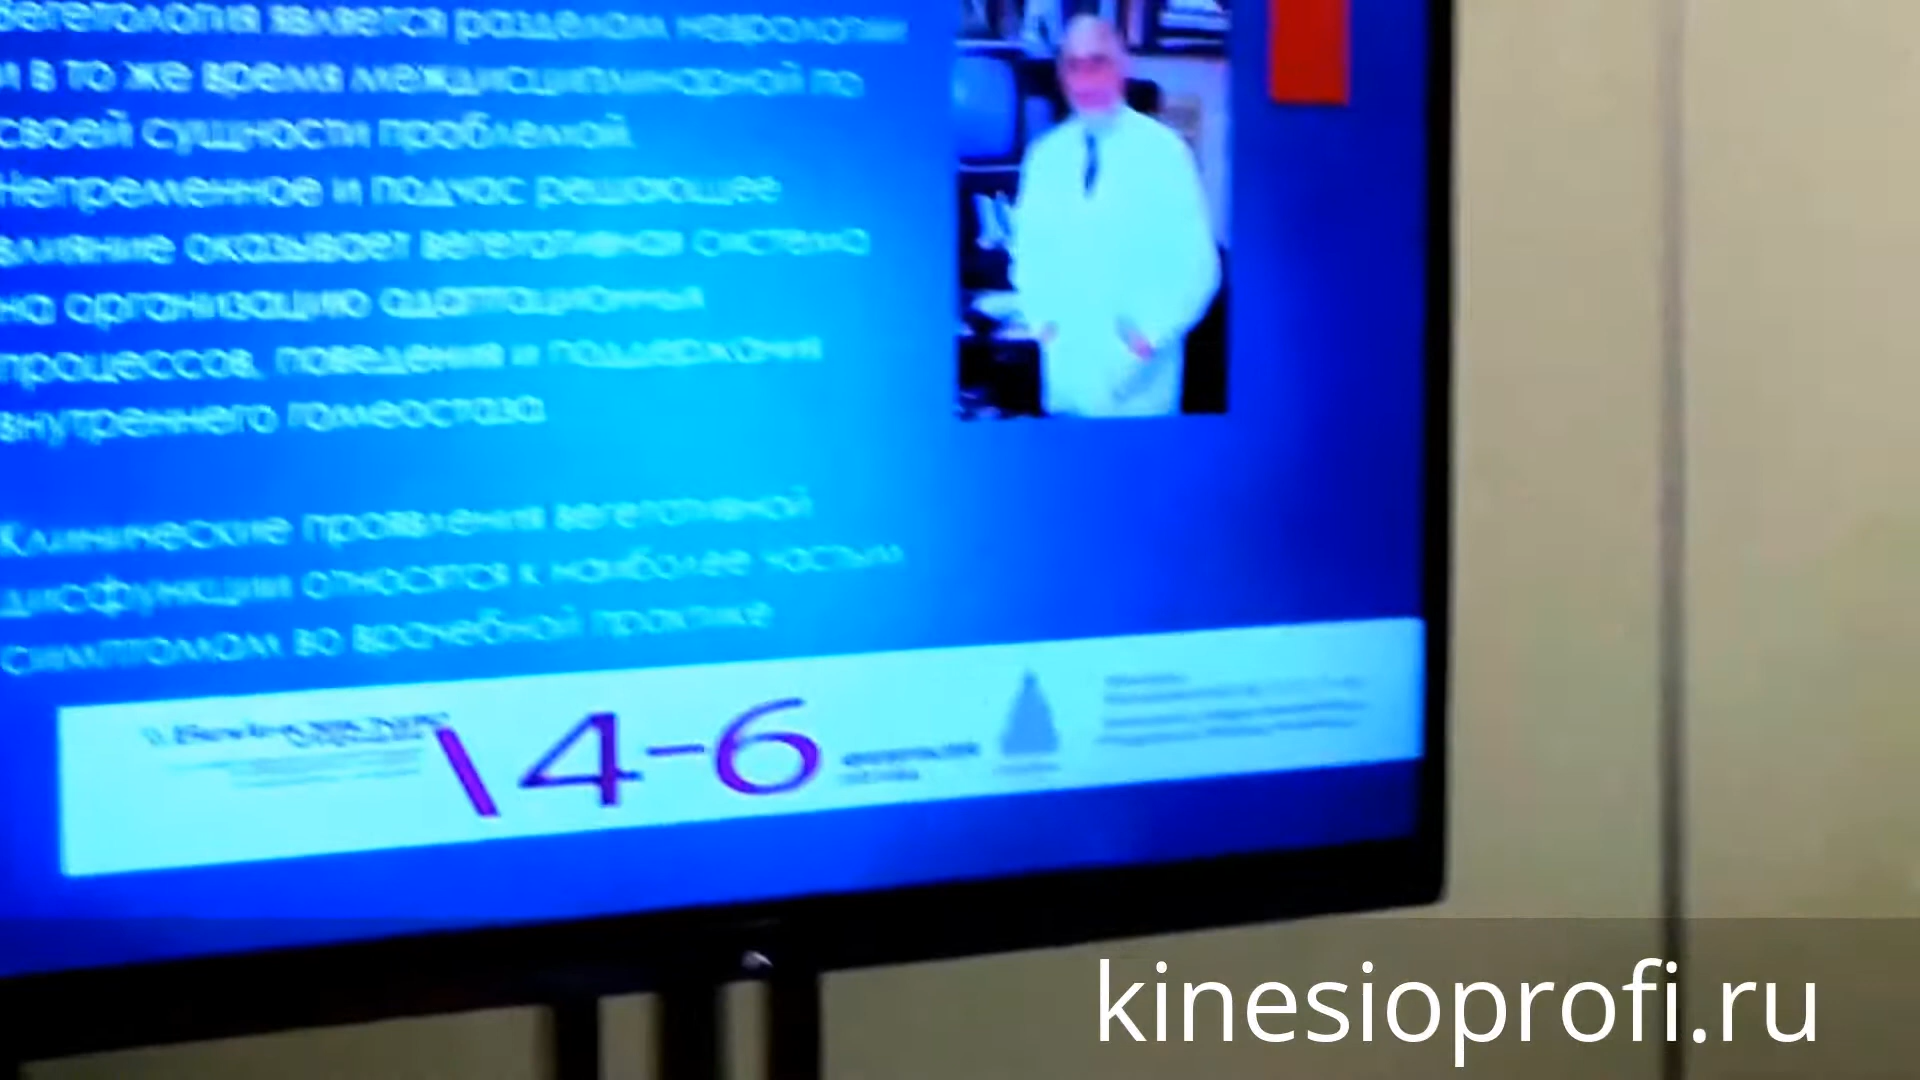 Вегетология является разделом неврологии
и в то же время междисциплинарной по
своей сущности проблемой.
Непременное и подчас решающее
влияние оказывает вегетативная система
на организацию адаптационных
процессов, поведения и поддержания
внутреннего гомеостаза.
Клинические проявления вегетативной
дисфункции относятся к наиболее частым
симптомам во врачебной практике
\ 4-6
kinesioprofi.ru